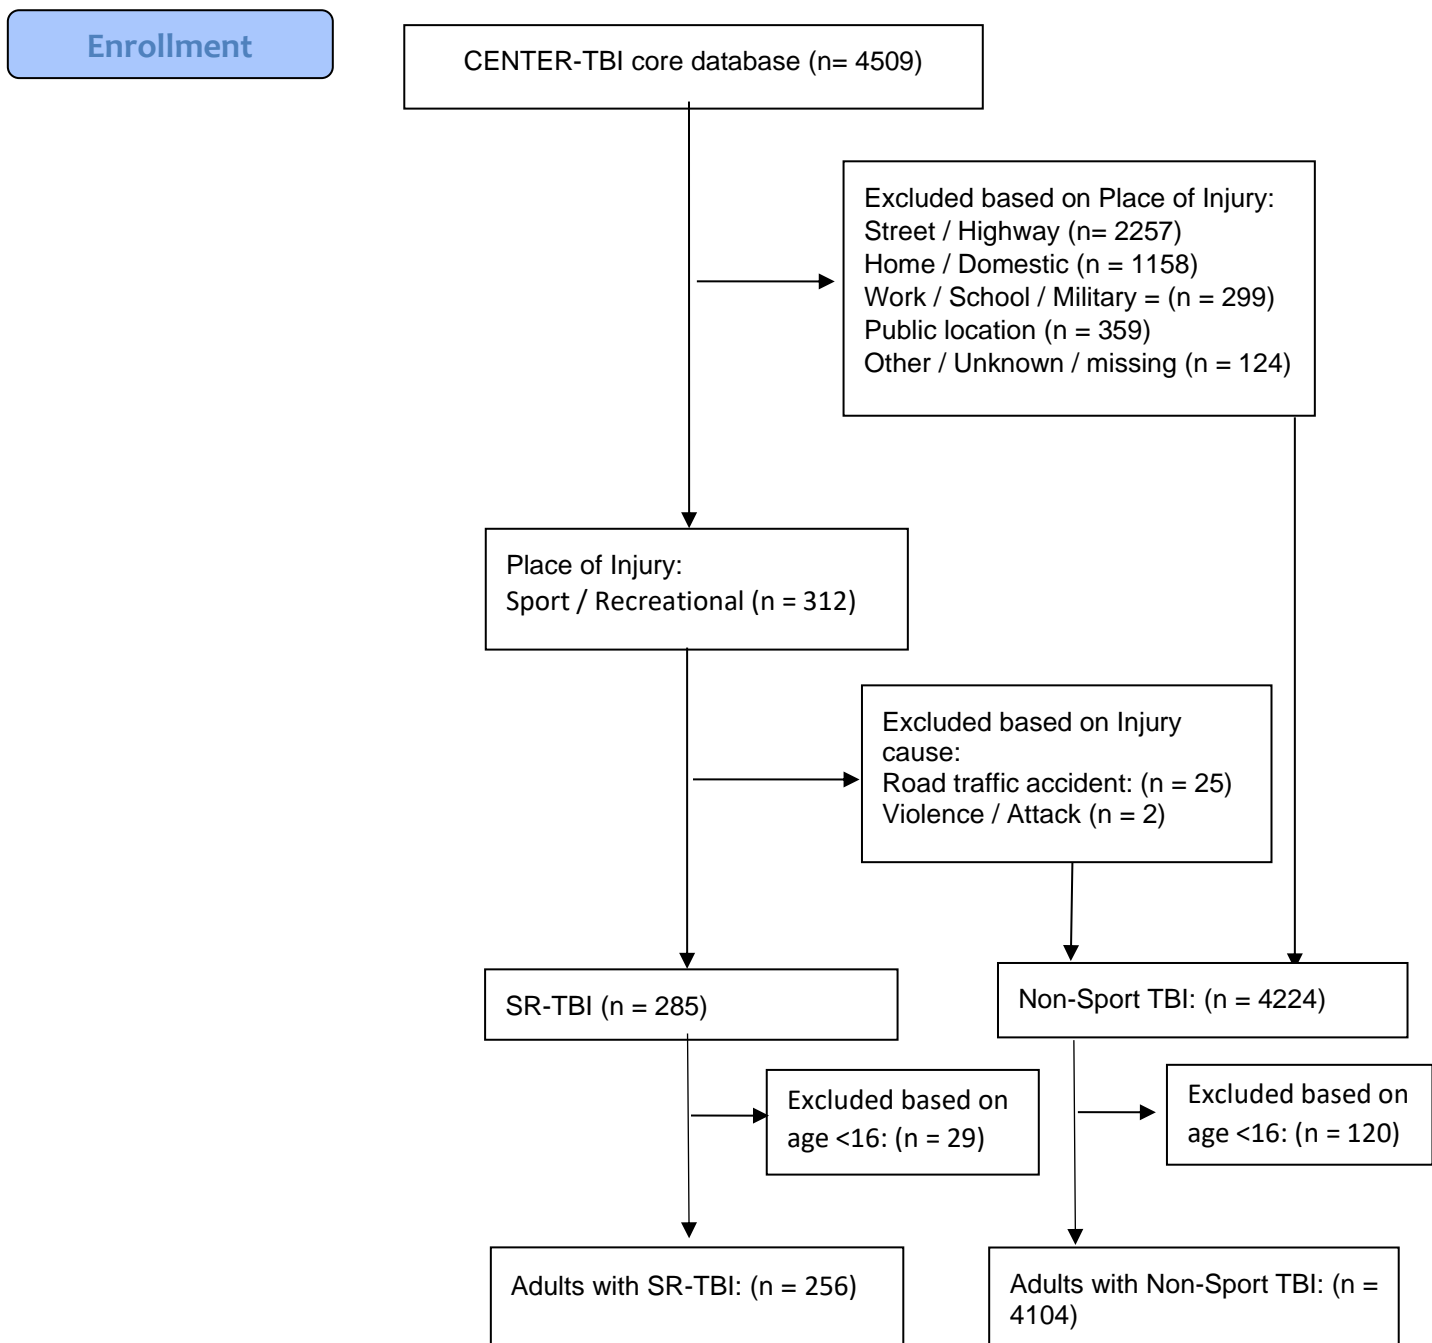 Enrollment
CENTER-TBI core database (n= 4509)
Excluded based on Place of Injury:
Street / Highway (n= 2257)
Home / Domestic (n = 1158)
Work / School / Military = (n = 299)
Public location (n = 359)
Other / Unknown / missing (n = 124)
Place of Injury:
Sport / Recreational (n = 312)
Excluded based on Injury
cause:
Road traffic accident: (n = 25)
Violence / Attack (n = 2)
SR-TBI (n = 285)
Non-Sport TBI: (n = 4224)
Excluded based on
age <16: (n = 29)
Excluded based on
age <16: (n = 120)
Adults with SR-TBI: (n = 256)
Adults with Non-Sport TBI: (n =
4104)